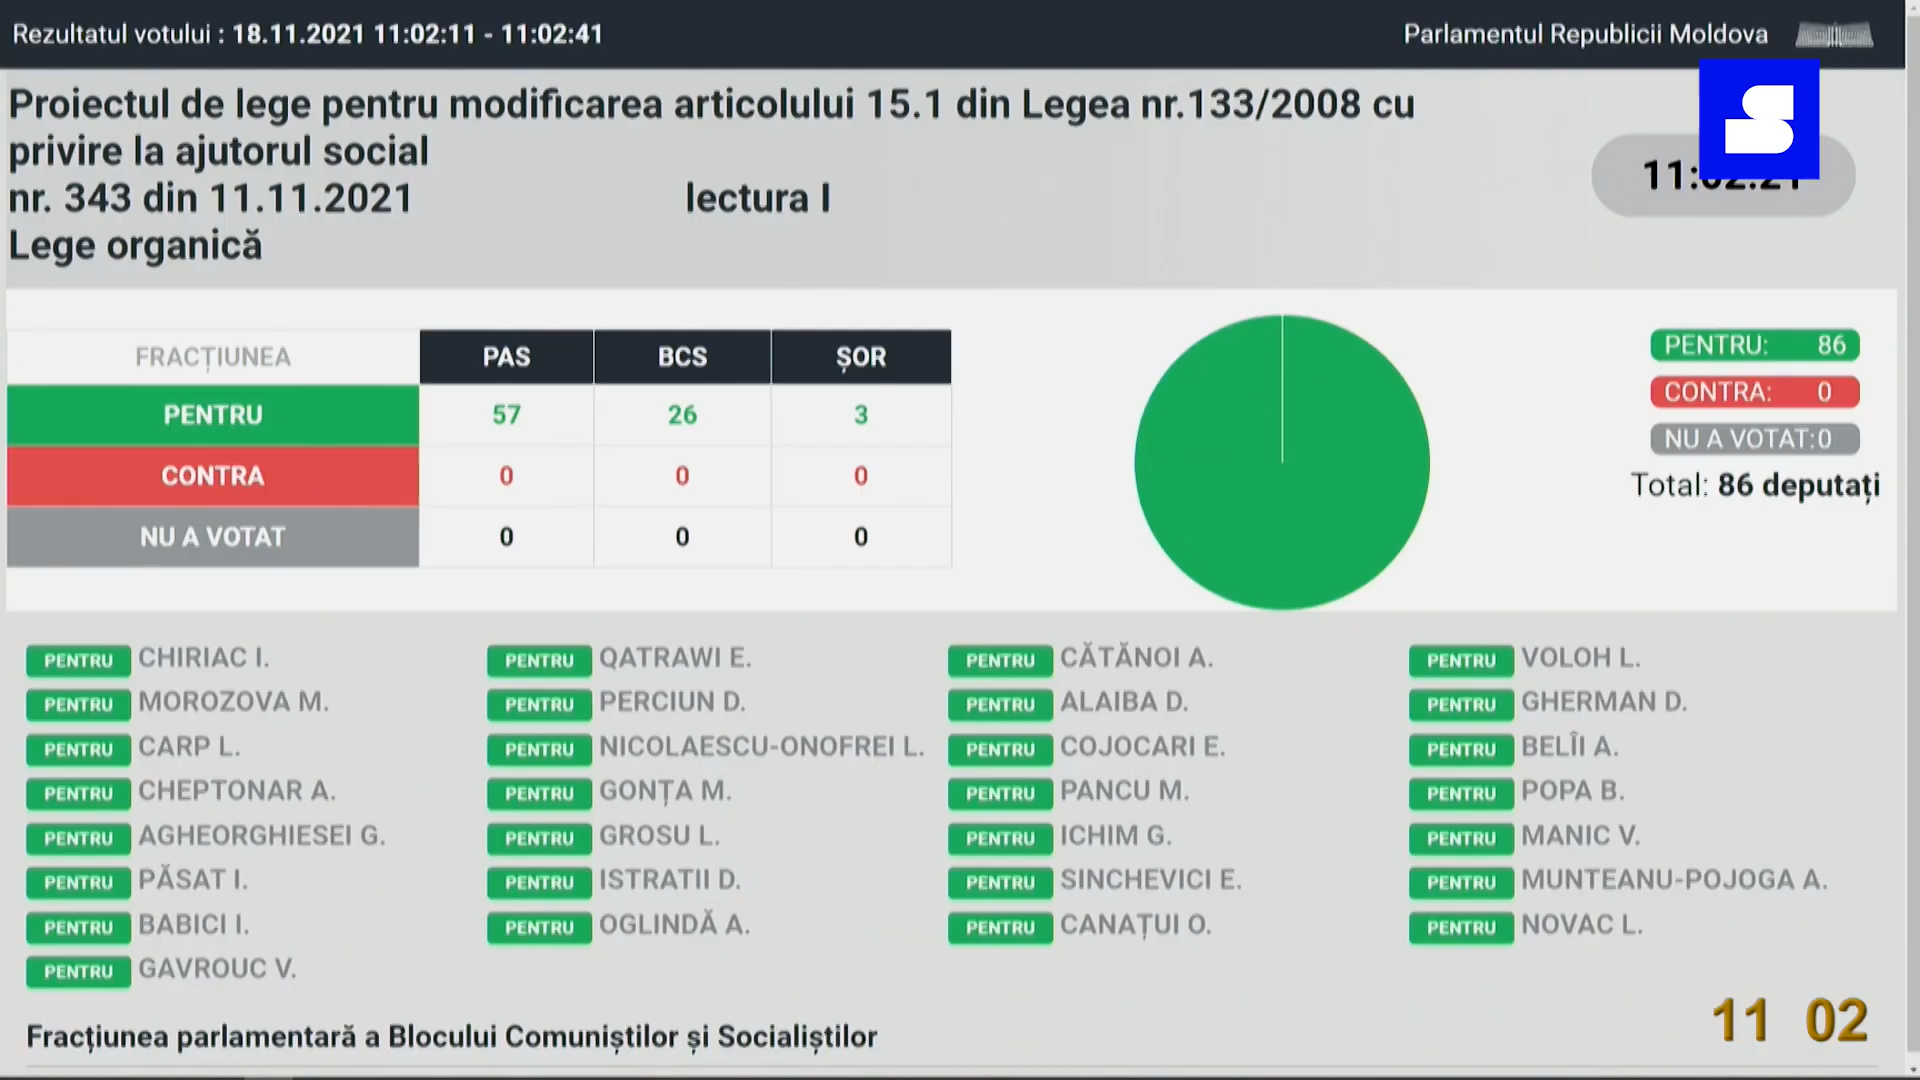 Rezultatul votului : 18.11.2021 11:02:11 - 11:02:41
Parlamentul Republicii Moldova
Proiectul de lege pentru modificarea articolului 15.1 din Legea nr.133/2008 cu
privire la ajutorul social
nr. 343 din 11.11.2021 lectura I
Lege organică
FRACȚIUNEA PAS BCS ȘOR
PENTRU 57 26 3
CONTRA 0 0 0
NU A VOTAT 0 0 0
PENTRU: 86
CONTRA: 0
NU A VOTAT:0
Total: 86 deputați
PENTRU CHIRIAC I. PENTRU QATRAWI E. PENTRU CĂTĂNOI A. PENTRU VOLOH L.
PENTRU MOROZOVA M. PENTRU PERCIUN D. PENTRU ALAIBA D. PENTRU GHERMAN D.
PENTRU CARP L. PENTRU NICOLAESCU-ONOFREI L. PENTRU COJOCARI E. PENTRU BELÎI A.
PENTRU CHEPTONAR A. PENTRU GONȚA M. PENTRU PANCU M. PENTRU POPA B.
PENTRU AGHEORGHIESEI G. PENTRU GROSU L. PENTRU ICHIM G. PENTRU MANIC V.
PENTRU PĂSAT I. PENTRU ISTRATII D. PENTRU SINCHEVICI E. PENTRU MUNTEANU-POJOGA A.
PENTRU BABICI I. PENTRU OGLINDĂ A. PENTRU CANAȚUI O. PENTRU NOVAC L.
PENTRU GAVROUC V.
Fracțiunea parlamentară a Blocului Comuniștilor și Socialiștilor
11 02